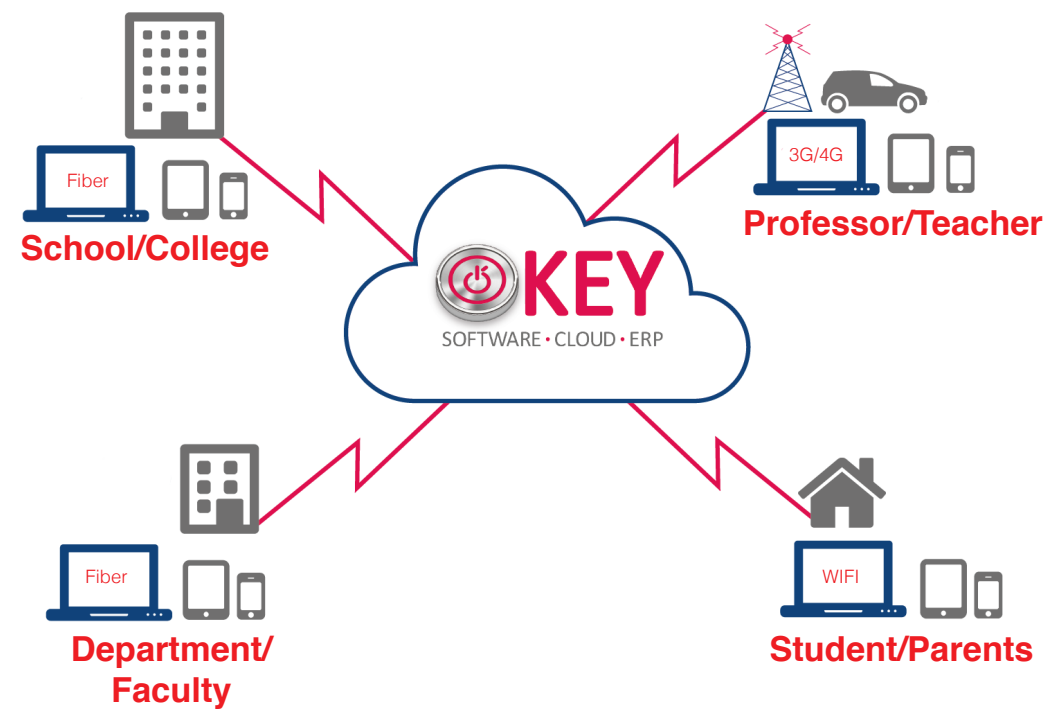 Fiber
School/College
3G/4G
Professor/Teacher
KEY
SOFTWARE • CLOUD • ERP
Fiber
Department/
Faculty
WIFI
Student/Parents